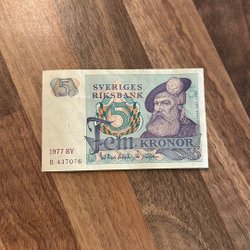 5
SVERIGES
RIKSBANK
5
Fem KRONOR
1977 BY
B 437076